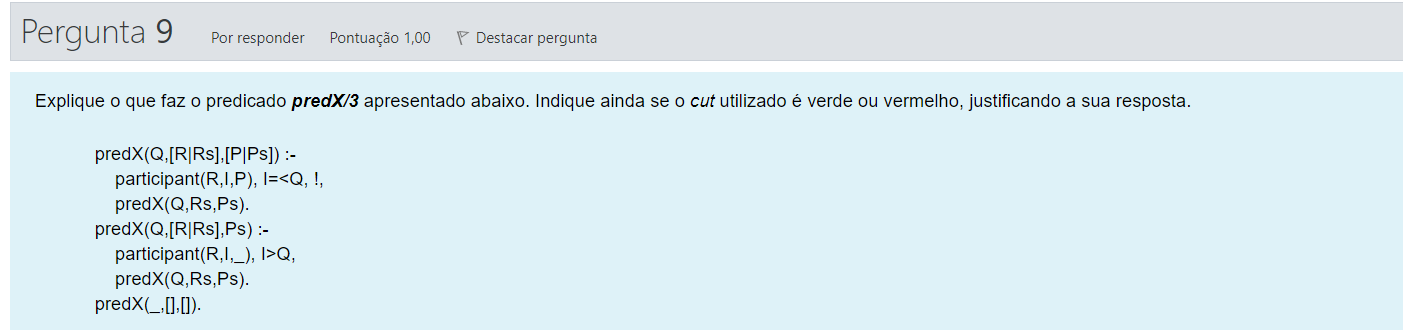 Pergunta 9 Por responder Pontuação 1,00 Destacar pergunta
Explique o que faz o predicado predX/3 apresentado abaixo. Indique ainda se o cut utilizado é verde ou vermelho, justificando a sua resposta.
predX(Q,[R|Rs],[P|Ps]) :-
participant(R,I,P), I=<Q, !,
predX(Q,Rs,Ps).
predX(Q,[R|Rs],Ps) :-
participant(R,I,_), I>Q,
predX(Q,Rs,Ps).
predX(_,[],[]).